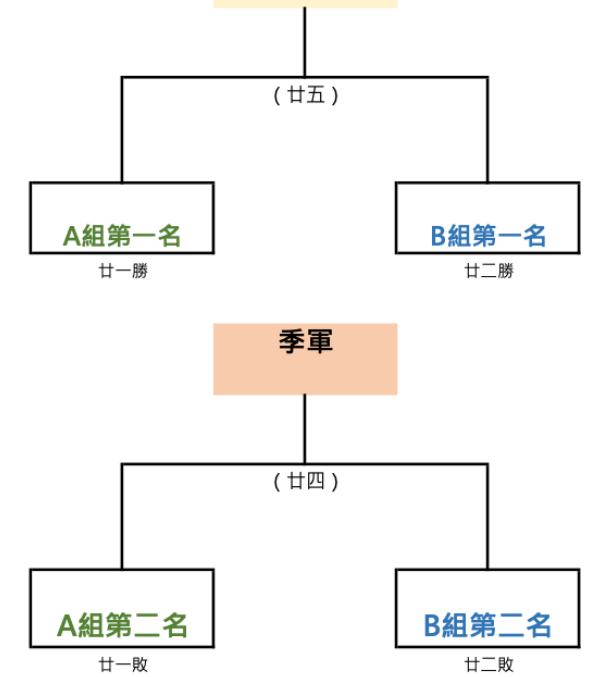 (廿五)
A組第一名
B組第一名
廿一勝
廿二勝
季軍
(廿四)
A組第二名
B組第二名
廿一敗
廿二敗